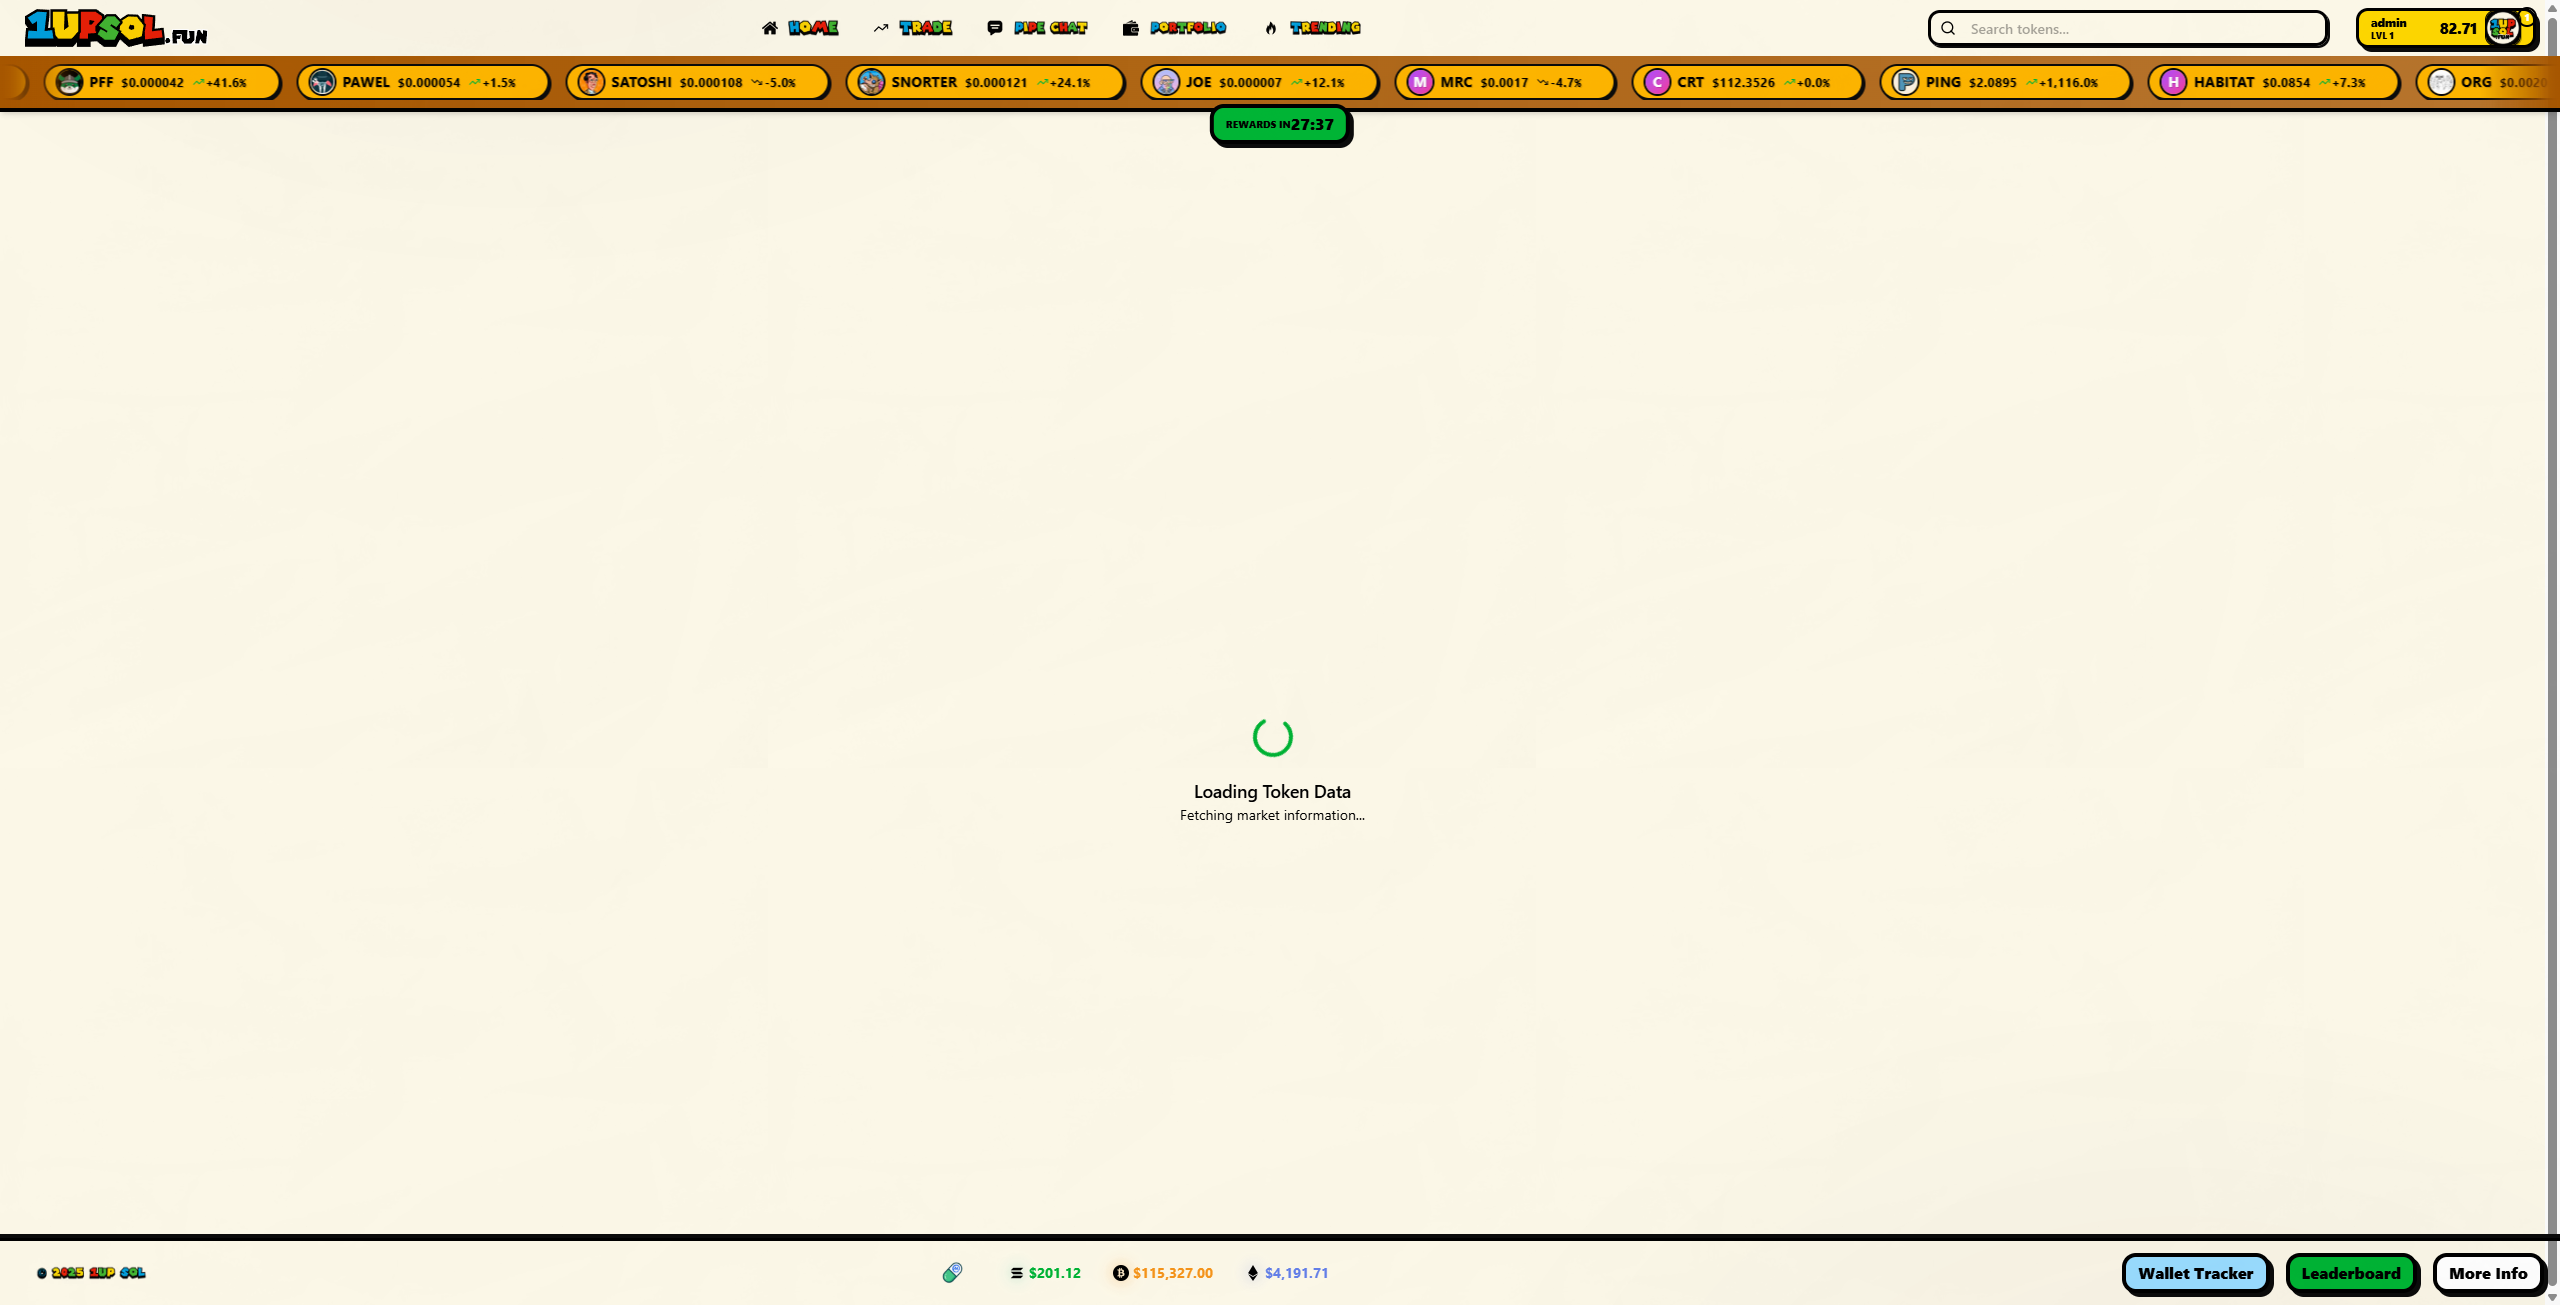 1UPSOL.FUN
HOME
TRADE
PIPE CHAT
PORTFOLIO
TRENDING
Search tokens...
admin
LVL 1
82.71
PFF $0.000042 +41.6%
PAWEL $0.000054 +1.5%
SATOSHI $0.000108 -5.0%
SNORTER $0.000121 +24.1%
JOE $0.000007 +12.1%
M MRC $0.0017 -4.7%
C CRT $112.3526 +0.0%
PING $2.0895 +1,116.0%
H HABITAT $0.0854 +7.3%
ORG $0.0020
REWARDS IN 27:37
Loading Token Data
Fetching market information...
© 2025 1UP SOL
$201.12
$115,327.00
$4,191.71
Wallet Tracker
Leaderboard
More Info